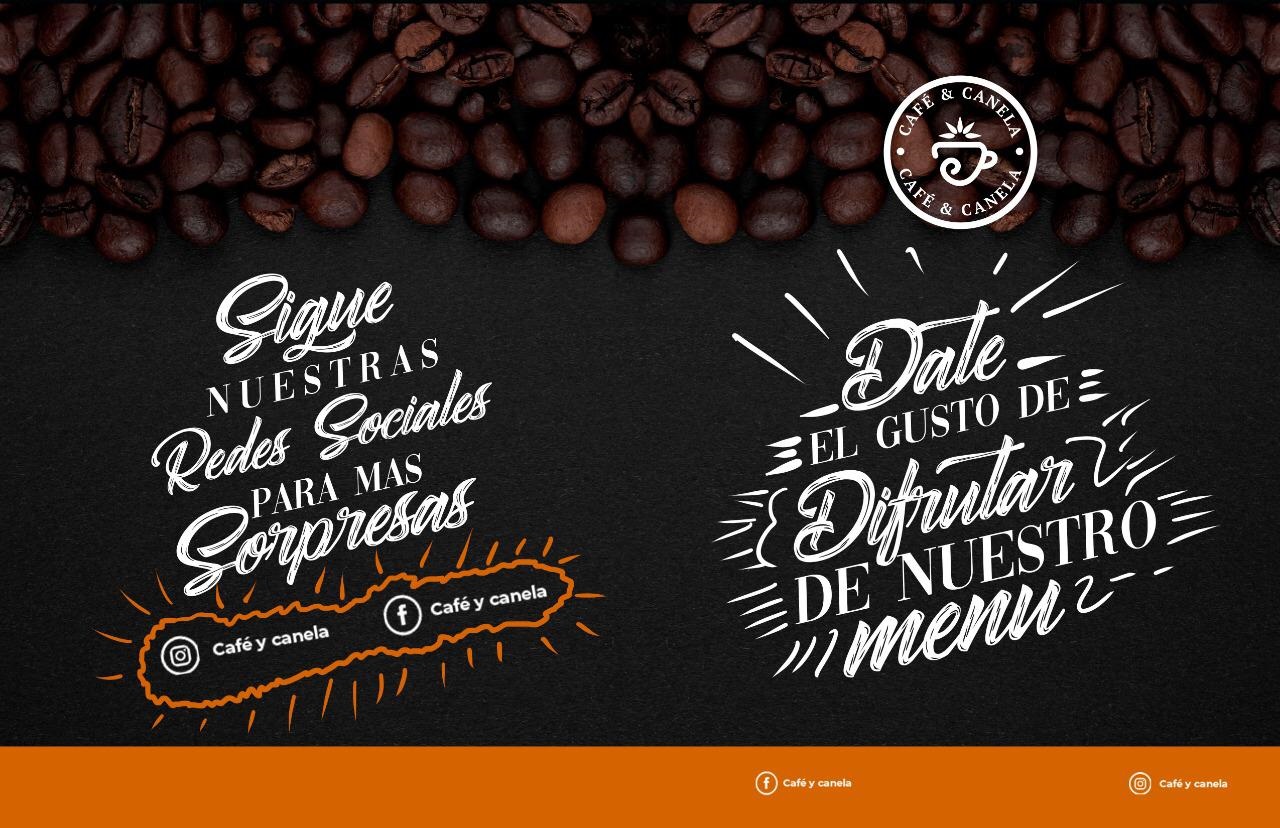 CAFÉ & CANELA
CAFÉ & CANELA
Sigue
NUESTRAS
Redes Sociales
PARA MAS
Sorpresas
Café y canela
Café y canela
Date
EL GUSTO DE
Difrutar
DE NUESTRO
menu
Café y canela
Café y canela